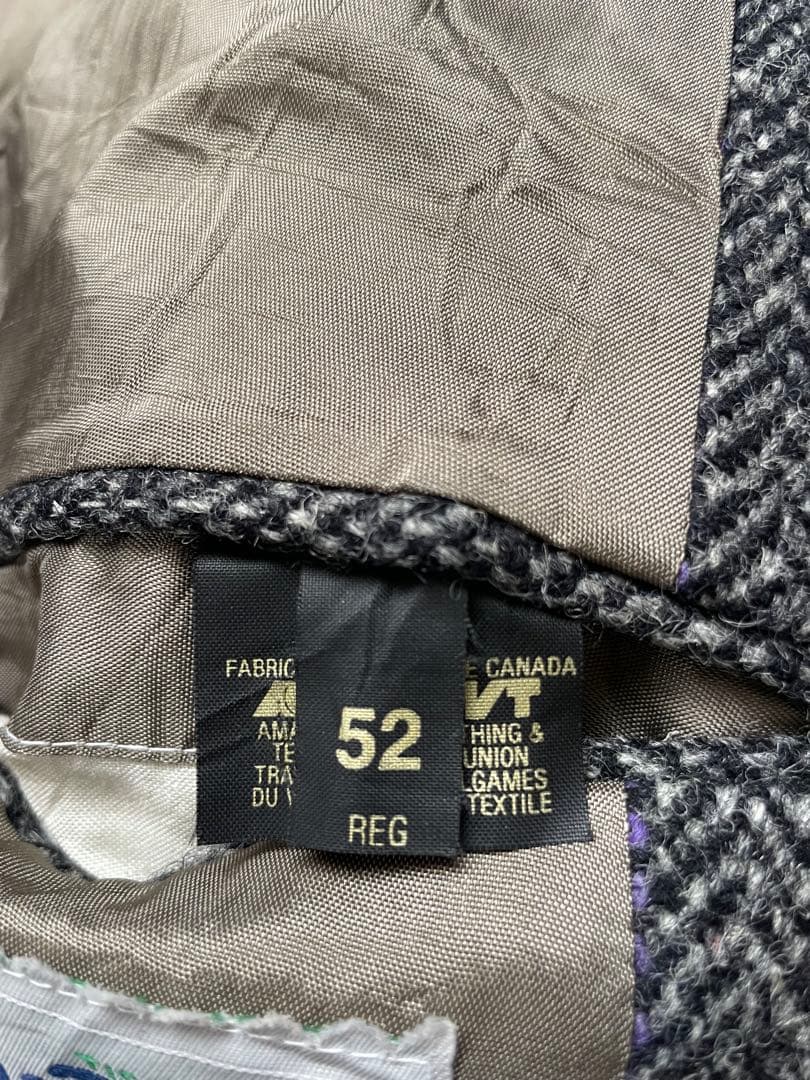 FABRIC
E CANADA
VT
AMA
THING &
TE
UNION
TRA
LGAMES
DU
TEXTILE
52
REG